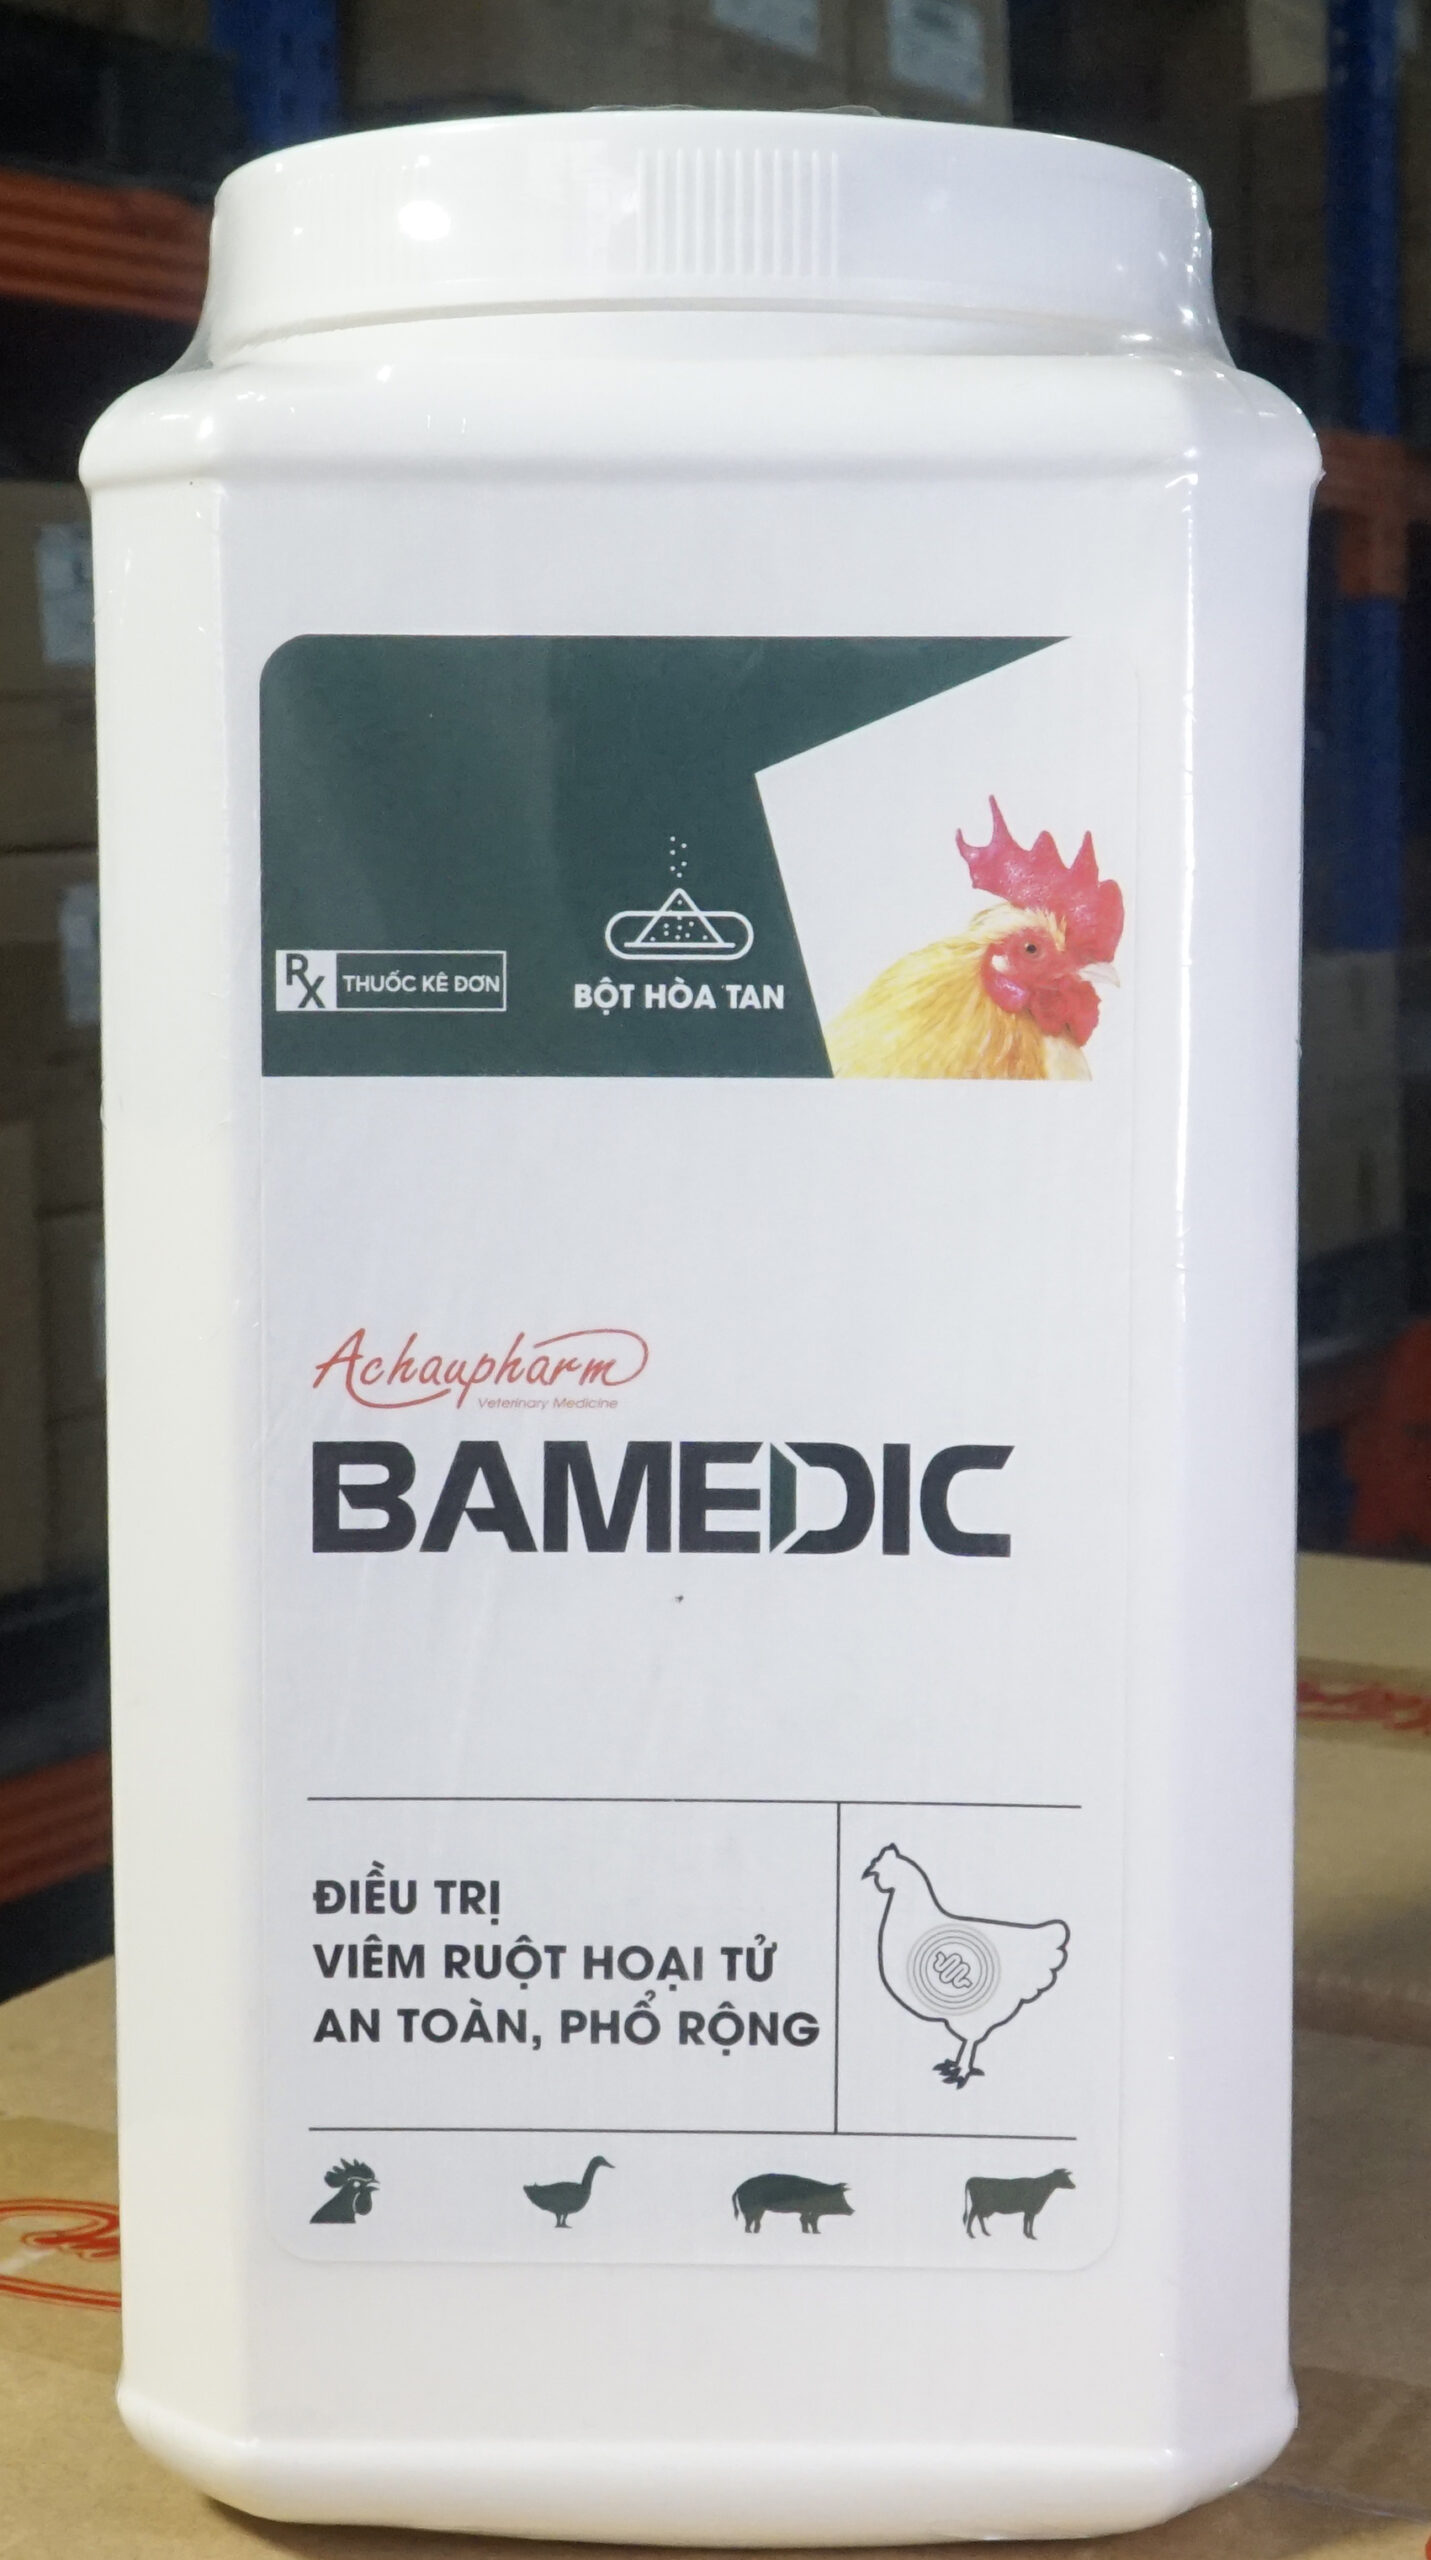 RX THUỐC KÊ ĐƠN
BỘT HÒA TAN
Achaupharm
Veterinary Medicine
BAMEDIC
ĐIỀU TRỊ
VIÊM RUỘT HOẠI TỬ
AN TOÀN, PHỔ RỘNG